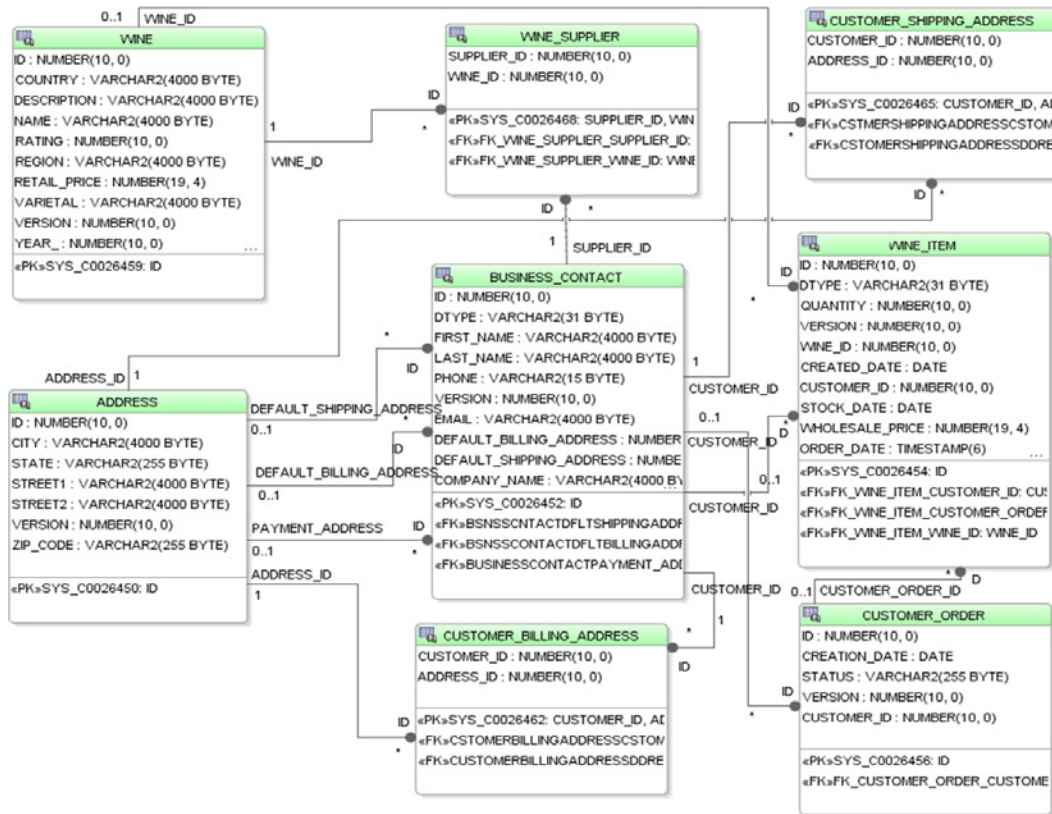 0..1
WINE_ID
WINE
ID : NUMBER(10, 0)
COUNTRY : VARCHAR2(4000 BYTE)
DESCRIPTION : VARCHAR2(4000 BYTE)
NAME : VARCHAR2(4000 BYTE)
RATING : NUMBER(10, 0)
REGION : VARCHAR2(4000 BYTE)
RETAIL_PRICE : NUMBER(19, 4)
VARIETAL : VARCHAR2(4000 BYTE)
VERSION : NUMBER(10, 0)
YEAR_ : NUMBER(10, 0)
...
«PK»SYS_C0026459: ID
1
WINE_ID
ID
*
WINE_SUPPLIER
SUPPLIER_ID : NUMBER(10, 0)
WINE_ID : NUMBER(10, 0)
«PK»SYS_C0026468: SUPPLIER_ID, WIN
«FK»FK_WINE_SUPPLIER_SUPPLIER_ID:
«FK»FK_WINE_SUPPLIER_WINE_ID: WINE
ID
*
1
SUPPLIER_ID
CUSTOMER_SHIPPING_ADDRESS
CUSTOMER_ID : NUMBER(10, 0)
ADDRESS_ID : NUMBER(10, 0)
«PK»SYS_C0026465: CUSTOMER_ID, AD
«FK»CSTMERSHIPPINGADDRESSCSTOM
«FK»CSTOMERSHIPPINGADDRESSDDRE
ID
*
ID
*
BUSINESS_CONTACT
ID : NUMBER(10, 0)
DTYPE : VARCHAR2(31 BYTE)
FIRST_NAME : VARCHAR2(4000 BYTE)
LAST_NAME : VARCHAR2(4000 BYTE)
PHONE : VARCHAR2(15 BYTE)
VERSION : NUMBER(10, 0)
EMAIL : VARCHAR2(4000 BYTE)
DEFAULT_BILLING_ADDRESS : NUMBER
DEFAULT_SHIPPING_ADDRESS : NUMBE
COMPANY_NAME : VARCHAR2(4000 BY
...
«PK»SYS_C0026452: ID
«FK»BSNSSCNTACTDFLTSHIPPINGADDF
«FK»BSNSSCONTACTDFLTBILLINGADDF
«FK»BUSINESSCONTACTPAYMENT_ADD
WINE_ITEM
ID : NUMBER(10, 0)
DTYPE : VARCHAR2(31 BYTE)
QUANTITY : NUMBER(10, 0)
VERSION : NUMBER(10, 0)
WINE_ID : NUMBER(10, 0)
CREATED_DATE : DATE
CUSTOMER_ID : NUMBER(10, 0)
STOCK_DATE : DATE
WHOLESALE_PRICE : NUMBER(19, 4)
ORDER_DATE : TIMESTAMP(6)
...
«PK»SYS_C0026454: ID
«FK»FK_WINE_ITEM_CUSTOMER_ID: CUS
«FK»FK_WINE_ITEM_CUSTOMER_ORDEF
«FK»FK_WINE_ITEM_WINE_ID: WINE_ID
ID
*
1
CUSTOMER_ID
0..1
CUSTOMER_ID
D
*
0..1
CUSTOMER_ID
ADDRESS_ID
1
ADDRESS
ID : NUMBER(10, 0)
CITY : VARCHAR2(4000 BYTE)
STATE : VARCHAR2(255 BYTE)
STREET1 : VARCHAR2(4000 BYTE)
STREET2 : VARCHAR2(4000 BYTE)
VERSION : NUMBER(10, 0)
ZIP_CODE : VARCHAR2(255 BYTE)
«PK»SYS_C0026450: ID
*
ID
DEFAULT_SHIPPING_ADDRESS
0..1
*
ID
DEFAULT_BILLING_ADDRESS
0..1
PAYMENT_ADDRESS
0..1
ID
*
ADDRESS_ID
1
CUSTOMER_ID
1
*
ID
CUSTOMER_BILLING_ADDRESS
CUSTOMER_ID : NUMBER(10, 0)
ADDRESS_ID : NUMBER(10, 0)
«PK»SYS_C0026462: CUSTOMER_ID, AD
«FK»CSTOMERBILLINGADDRESSCSTOM
«FK»CUSTOMERBILLINGADDRESSDDRE
ID
*
*
D
0..1
CUSTOMER_ORDER_ID
CUSTOMER_ORDER
ID : NUMBER(10, 0)
CREATION_DATE : DATE
STATUS : VARCHAR2(255 BYTE)
VERSION : NUMBER(10, 0)
CUSTOMER_ID : NUMBER(10, 0)
«PK»SYS_C0026456: ID
«FK»FK_CUSTOMER_ORDER_CUSTOME
ID
*